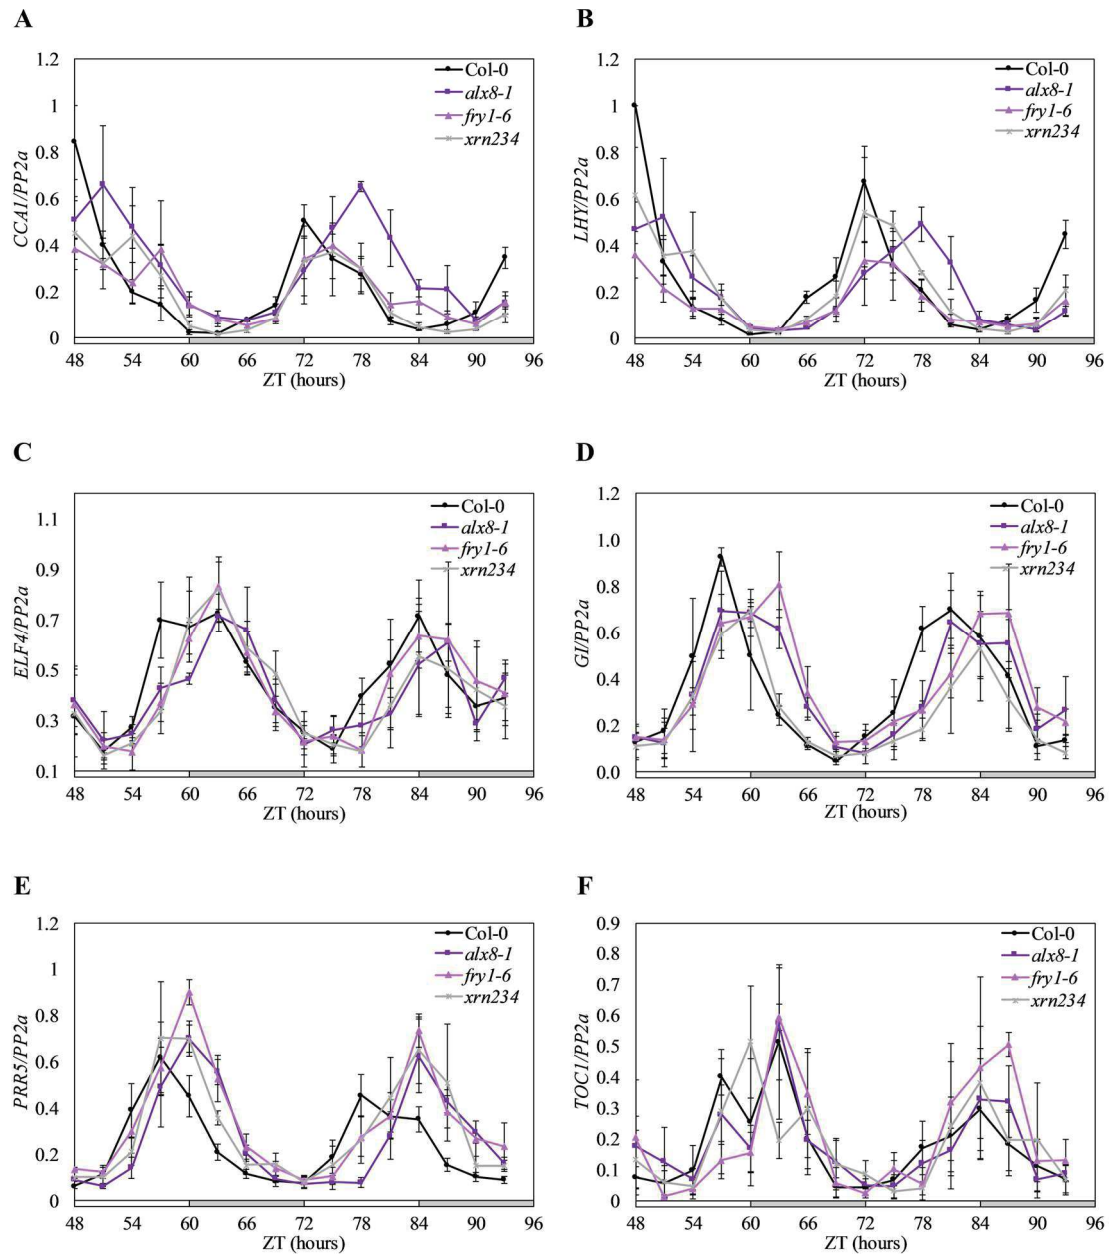 A
CCA1/PP2a
1.2
1
0.8
0.6
0.4
0.2
0
Col-0
alx8-1
fry1-6
xrn234
48 54 60 66 72 78 84 90 96
ZT (hours)
B
LHY/PP2a
1.2
1
0.8
0.6
0.4
0.2
0
Col-0
alx8-1
fry1-6
xrn234
48 54 60 66 72 78 84 90 96
ZT (hours)
C
ELF4/PP2a
1.1
0.9
0.7
0.5
0.3
0.1
Col-0
alx8-1
fry1-6
xrn234
48 54 60 66 72 78 84 90 96
ZT (hours)
D
GI/PP2a
1.2
1.0
0.8
0.6
0.4
0.2
0.0
Col-0
alx8-1
fry1-6
xrn234
48 54 60 66 72 78 84 90 96
ZT (hours)
E
PRR5/PP2a
1.2
1
0.8
0.6
0.4
0.2
0
Col-0
alx8-1
fry1-6
xrn234
48 54 60 66 72 78 84 90 96
ZT (hours)
F
TOC1/PP2a
0.9
0.8
0.7
0.6
0.5
0.4
0.3
0.2
0.1
0
Col-0
alx8-1
fry1-6
xrn234
48 54 60 66 72 78 84 90 96
ZT (hours)